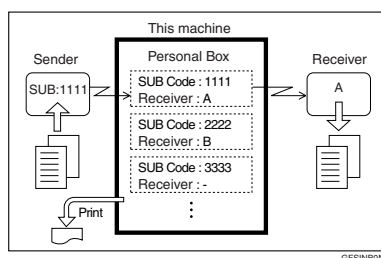 This machine
Sender
Personal Box
Receiver
SUB:1111
SUB Code : 1111
Receiver : A
A
SUB Code : 2222
Receiver : B
SUB Code : 3333
Receiver : -
Print
GFSINB0N